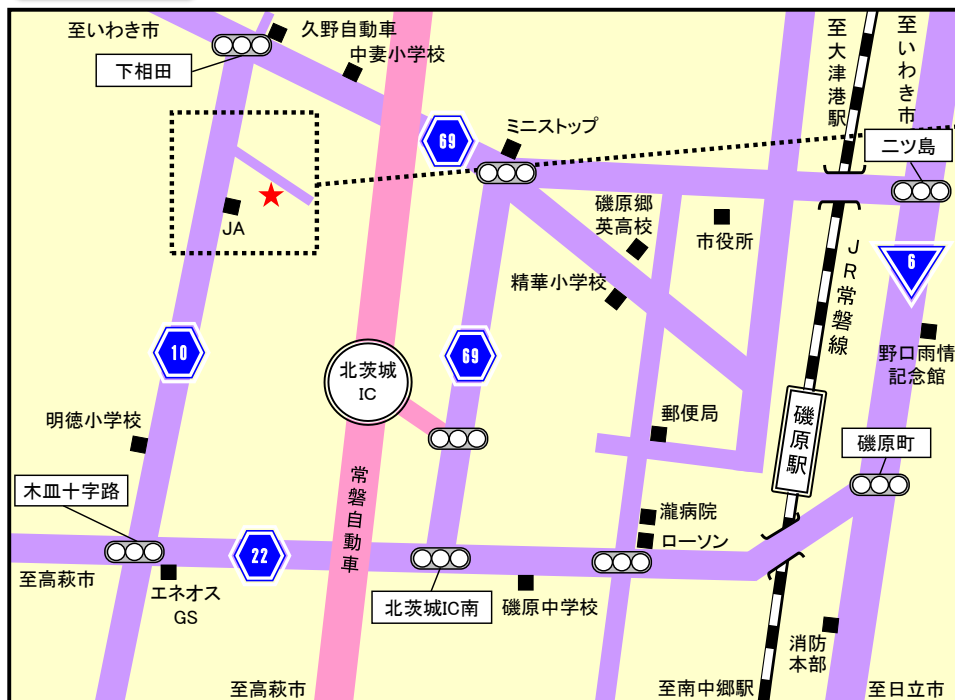 至いわき市
久野自動車
中妻小学校
下相田
至大津港駅
至いわき市
69
ミニストップ
二ツ島
JA
磯原郷
英高校
市役所
精華小学校
JR常磐線
6
10
69
北茨城
IC
野口雨情
記念館
明徳小学校
郵便局
磯原駅
磯原町
木皿十字路
常磐自動車
瀧病院
ローソン
22
至高萩市
エネオス
GS
北茨城IC南
磯原中学校
消防
本部
至高萩市
至南中郷駅
至日立市